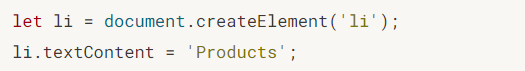 let li = document.createElement('li');
li.textContent = 'Products';